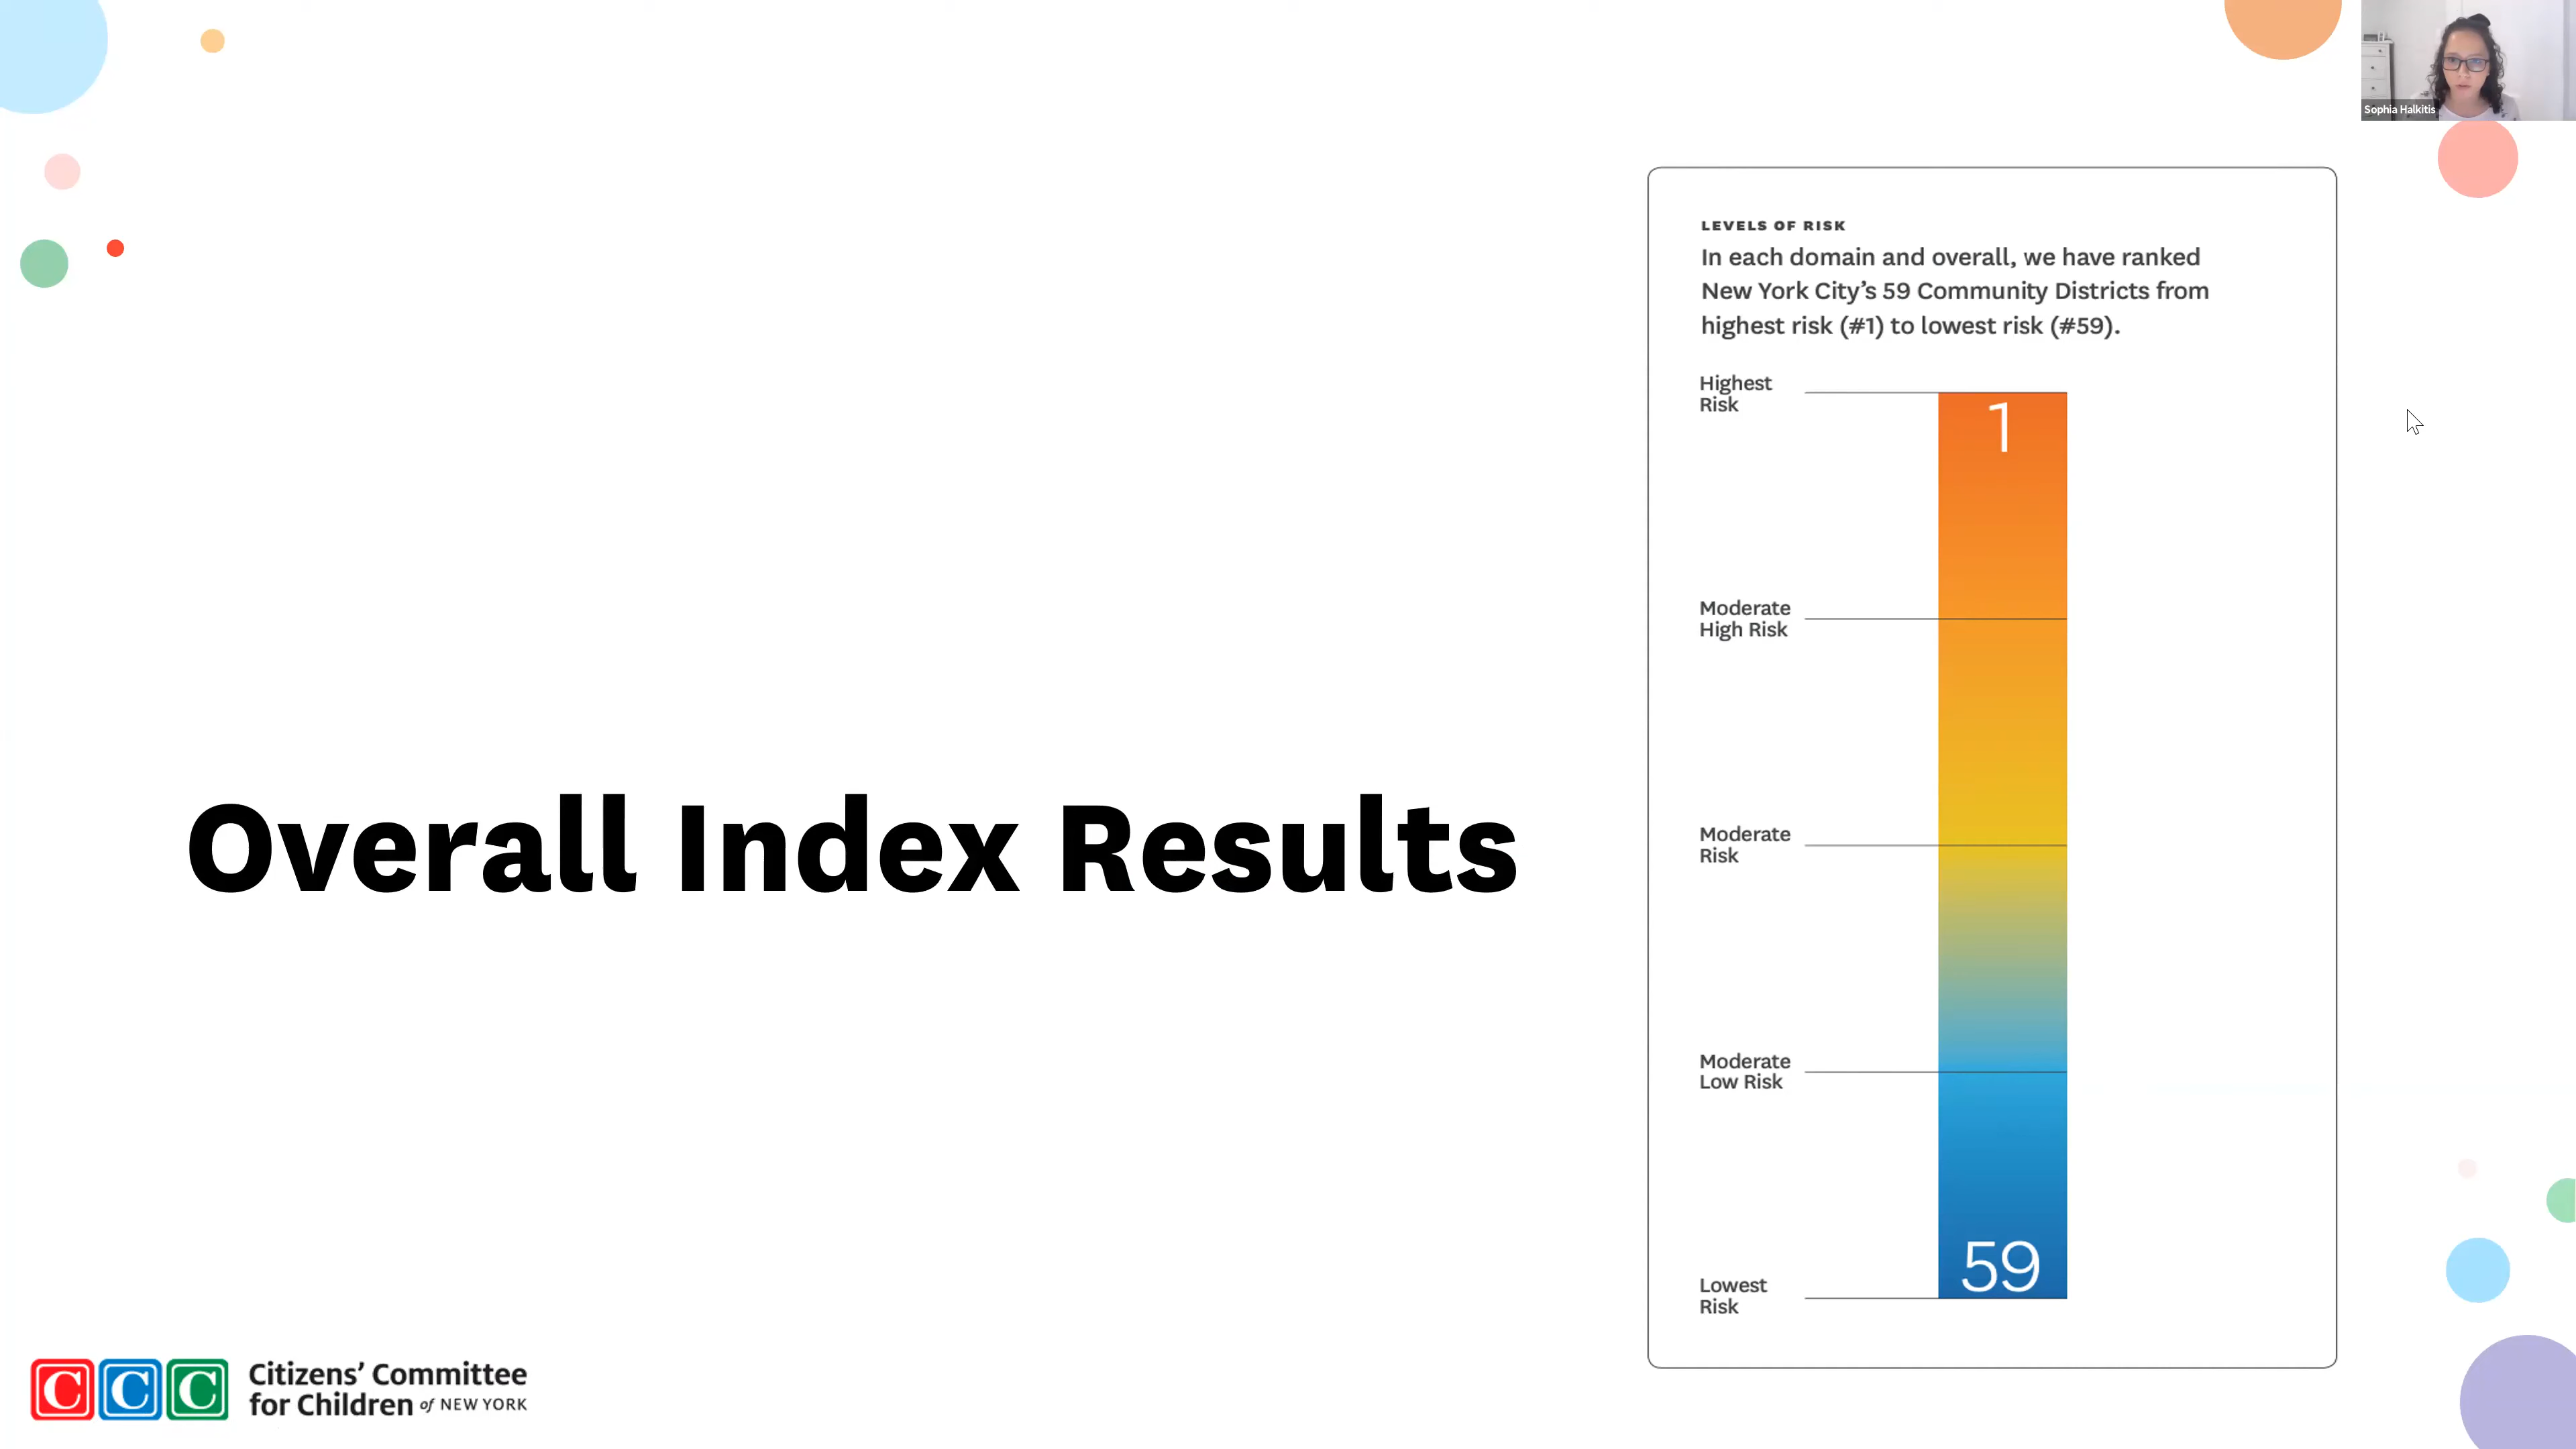 Sophia Halkitis
LEVELS OF RISK
In each domain and overall, we have ranked
New York City’s 59 Community Districts from
highest risk (#1) to lowest risk (#59).
Highest
Risk
1
Moderate
High Risk
Moderate
Risk
Moderate
Low Risk
Lowest
Risk
59
Overall Index Results
CCC
Citizens’ Committee
for Children of NEW YORK